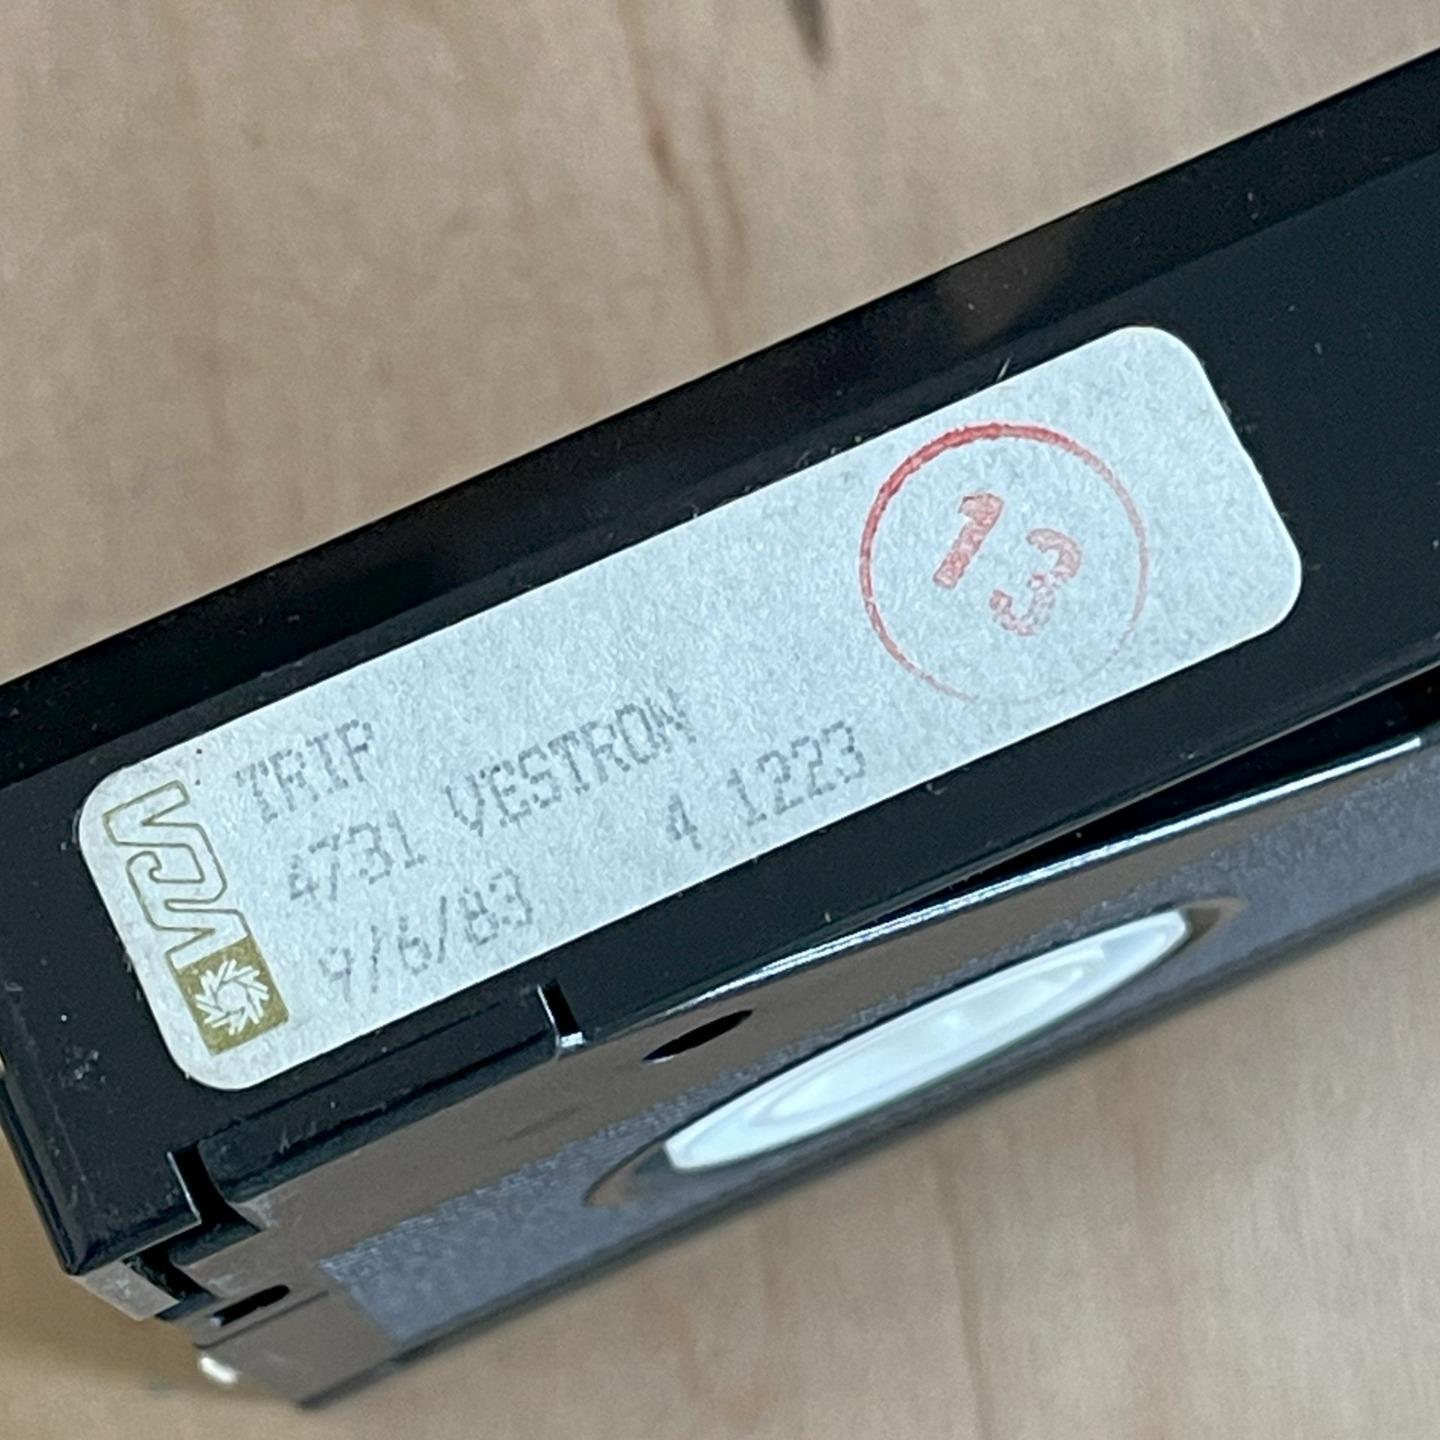 VCA
TRIP
4731 VESTRON
9/6/83 4 1223
13